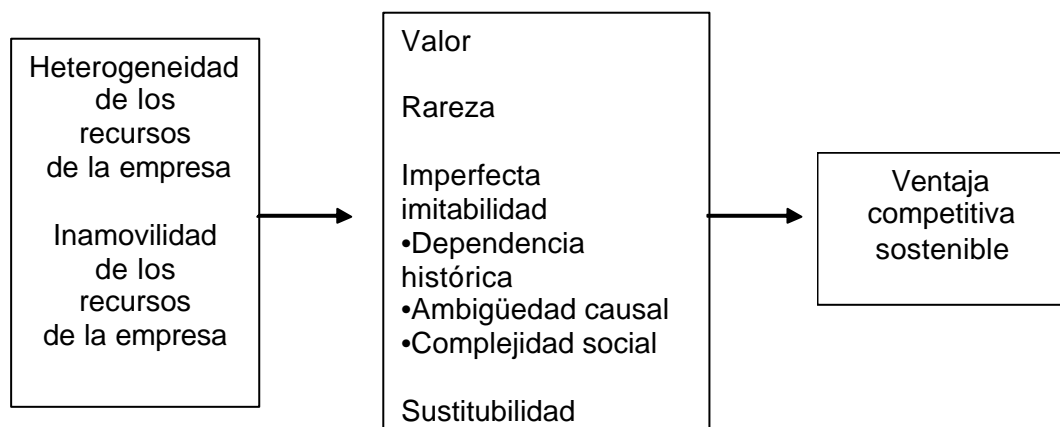 Heterogeneidad
de los
recursos
de la empresa
Inamovilidad
de los
recursos
de la empresa
Valor
Rareza
Imperfecta
imitabilidad
•Dependencia
histórica
•Ambigüedad causal
•Complejidad social
Sustitubilidad
Ventaja
competitiva
sostenible